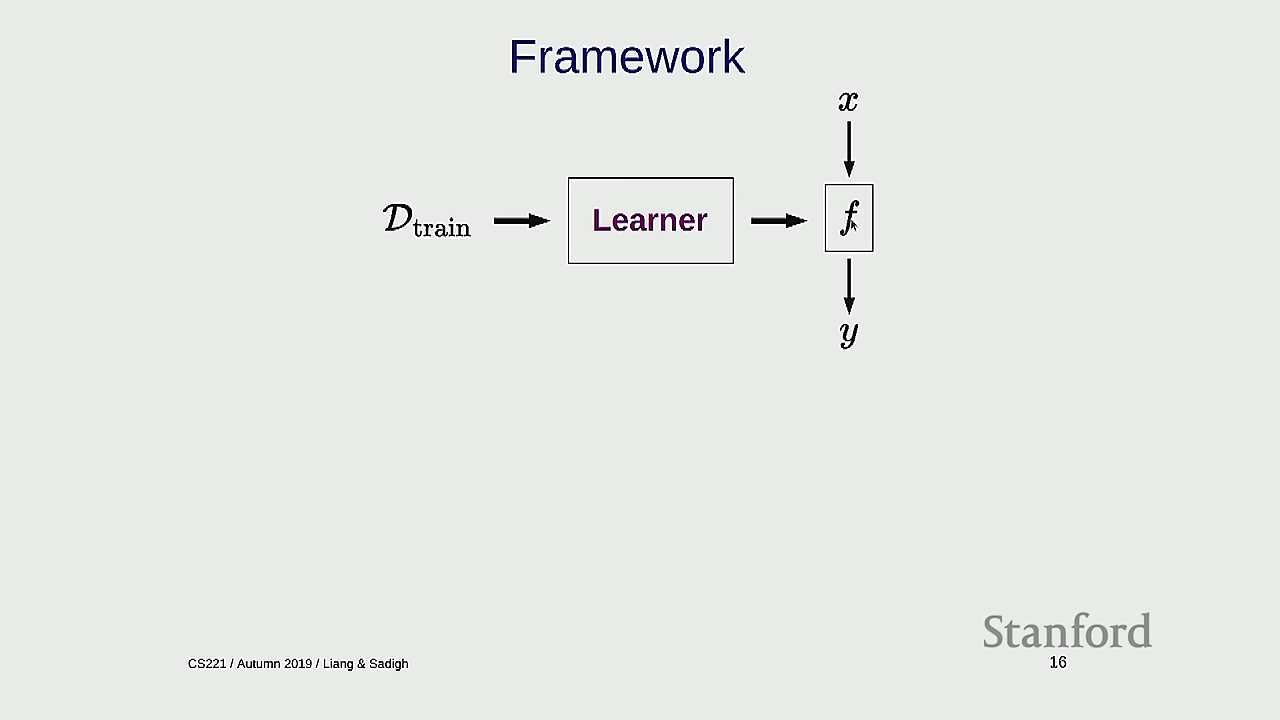 Framework
x
𝒟train
Learner
f
y
Stanford
CS221 / Autumn 2019 / Liang & Sadigh
16